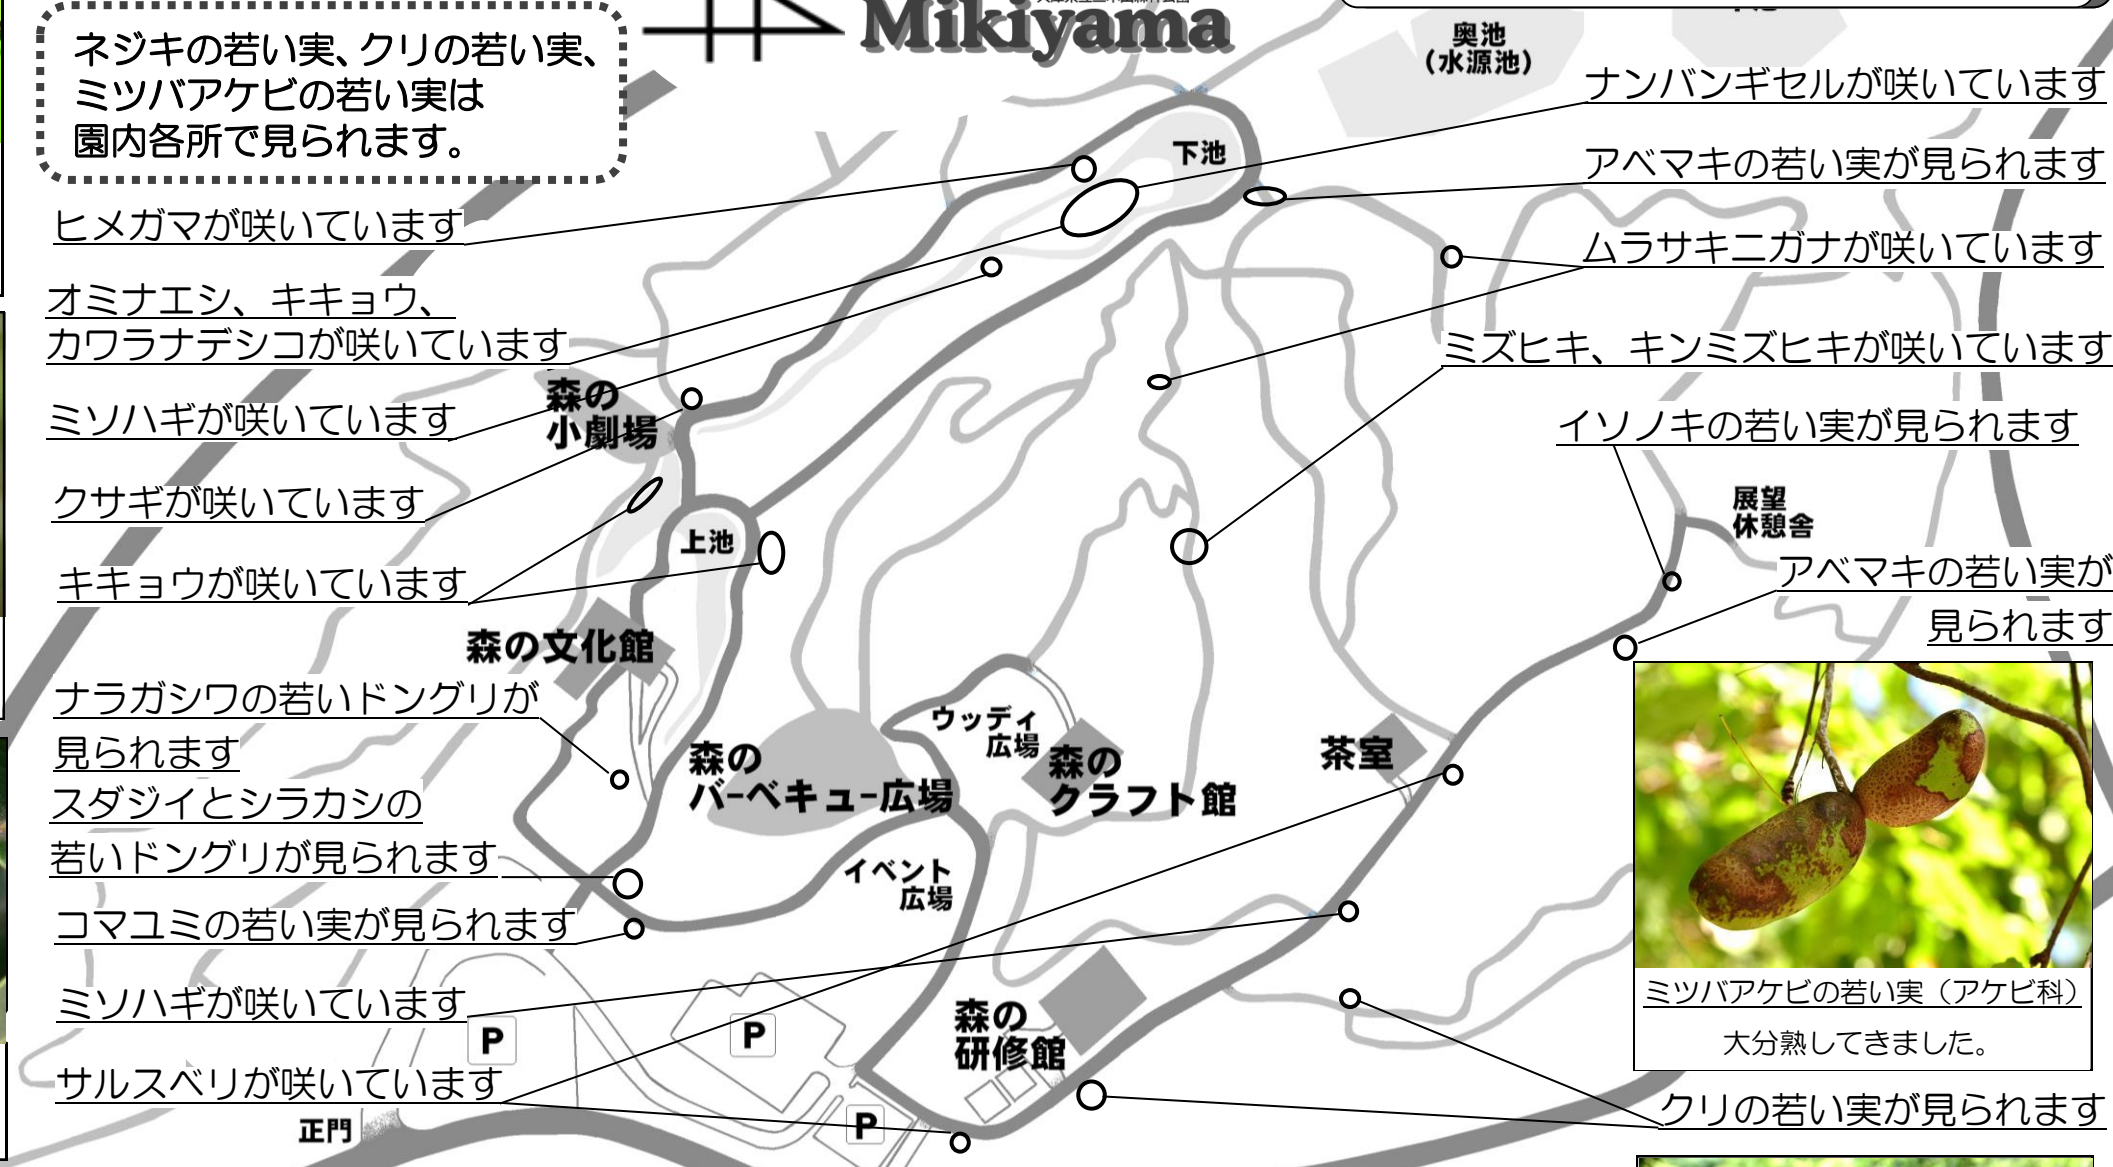 ネジキの若い実、クリの若い実、
ミツバアケビの若い実は
園内各所で見られます。
Mikiyama
奥池
（水源池）
ナンバンギセルが咲いています
下池
アベマキの若い実が見られます
ヒメガマが咲いています
ムラサキニガナが咲いています
オミナエシ、キキョウ、
カワラナデシコが咲いています
ミズヒキ、キンミズヒキが咲いています
森の
小劇場
ミソハギが咲いています
イソノキの若い実が見られます
クサギが咲いています
展望
休憩舎
上池
キキョウが咲いています
アベマキの若い実が
見られます
森の文化館
ナラガシワの若いドングリが
見られます
ウッディ
広場
森の
バーベキュー広場
森の
クラフト館
茶室
スダジイとシラカシの
若いドングリが見られます
イベント
広場
コマユミの若い実が見られます
ミソハギが咲いています
ミツバアケビの若い実（アケビ科）
大分熟してきました。
P
P
森の
研修館
サルスベリが咲いています
クリの若い実が見られます
P
正門